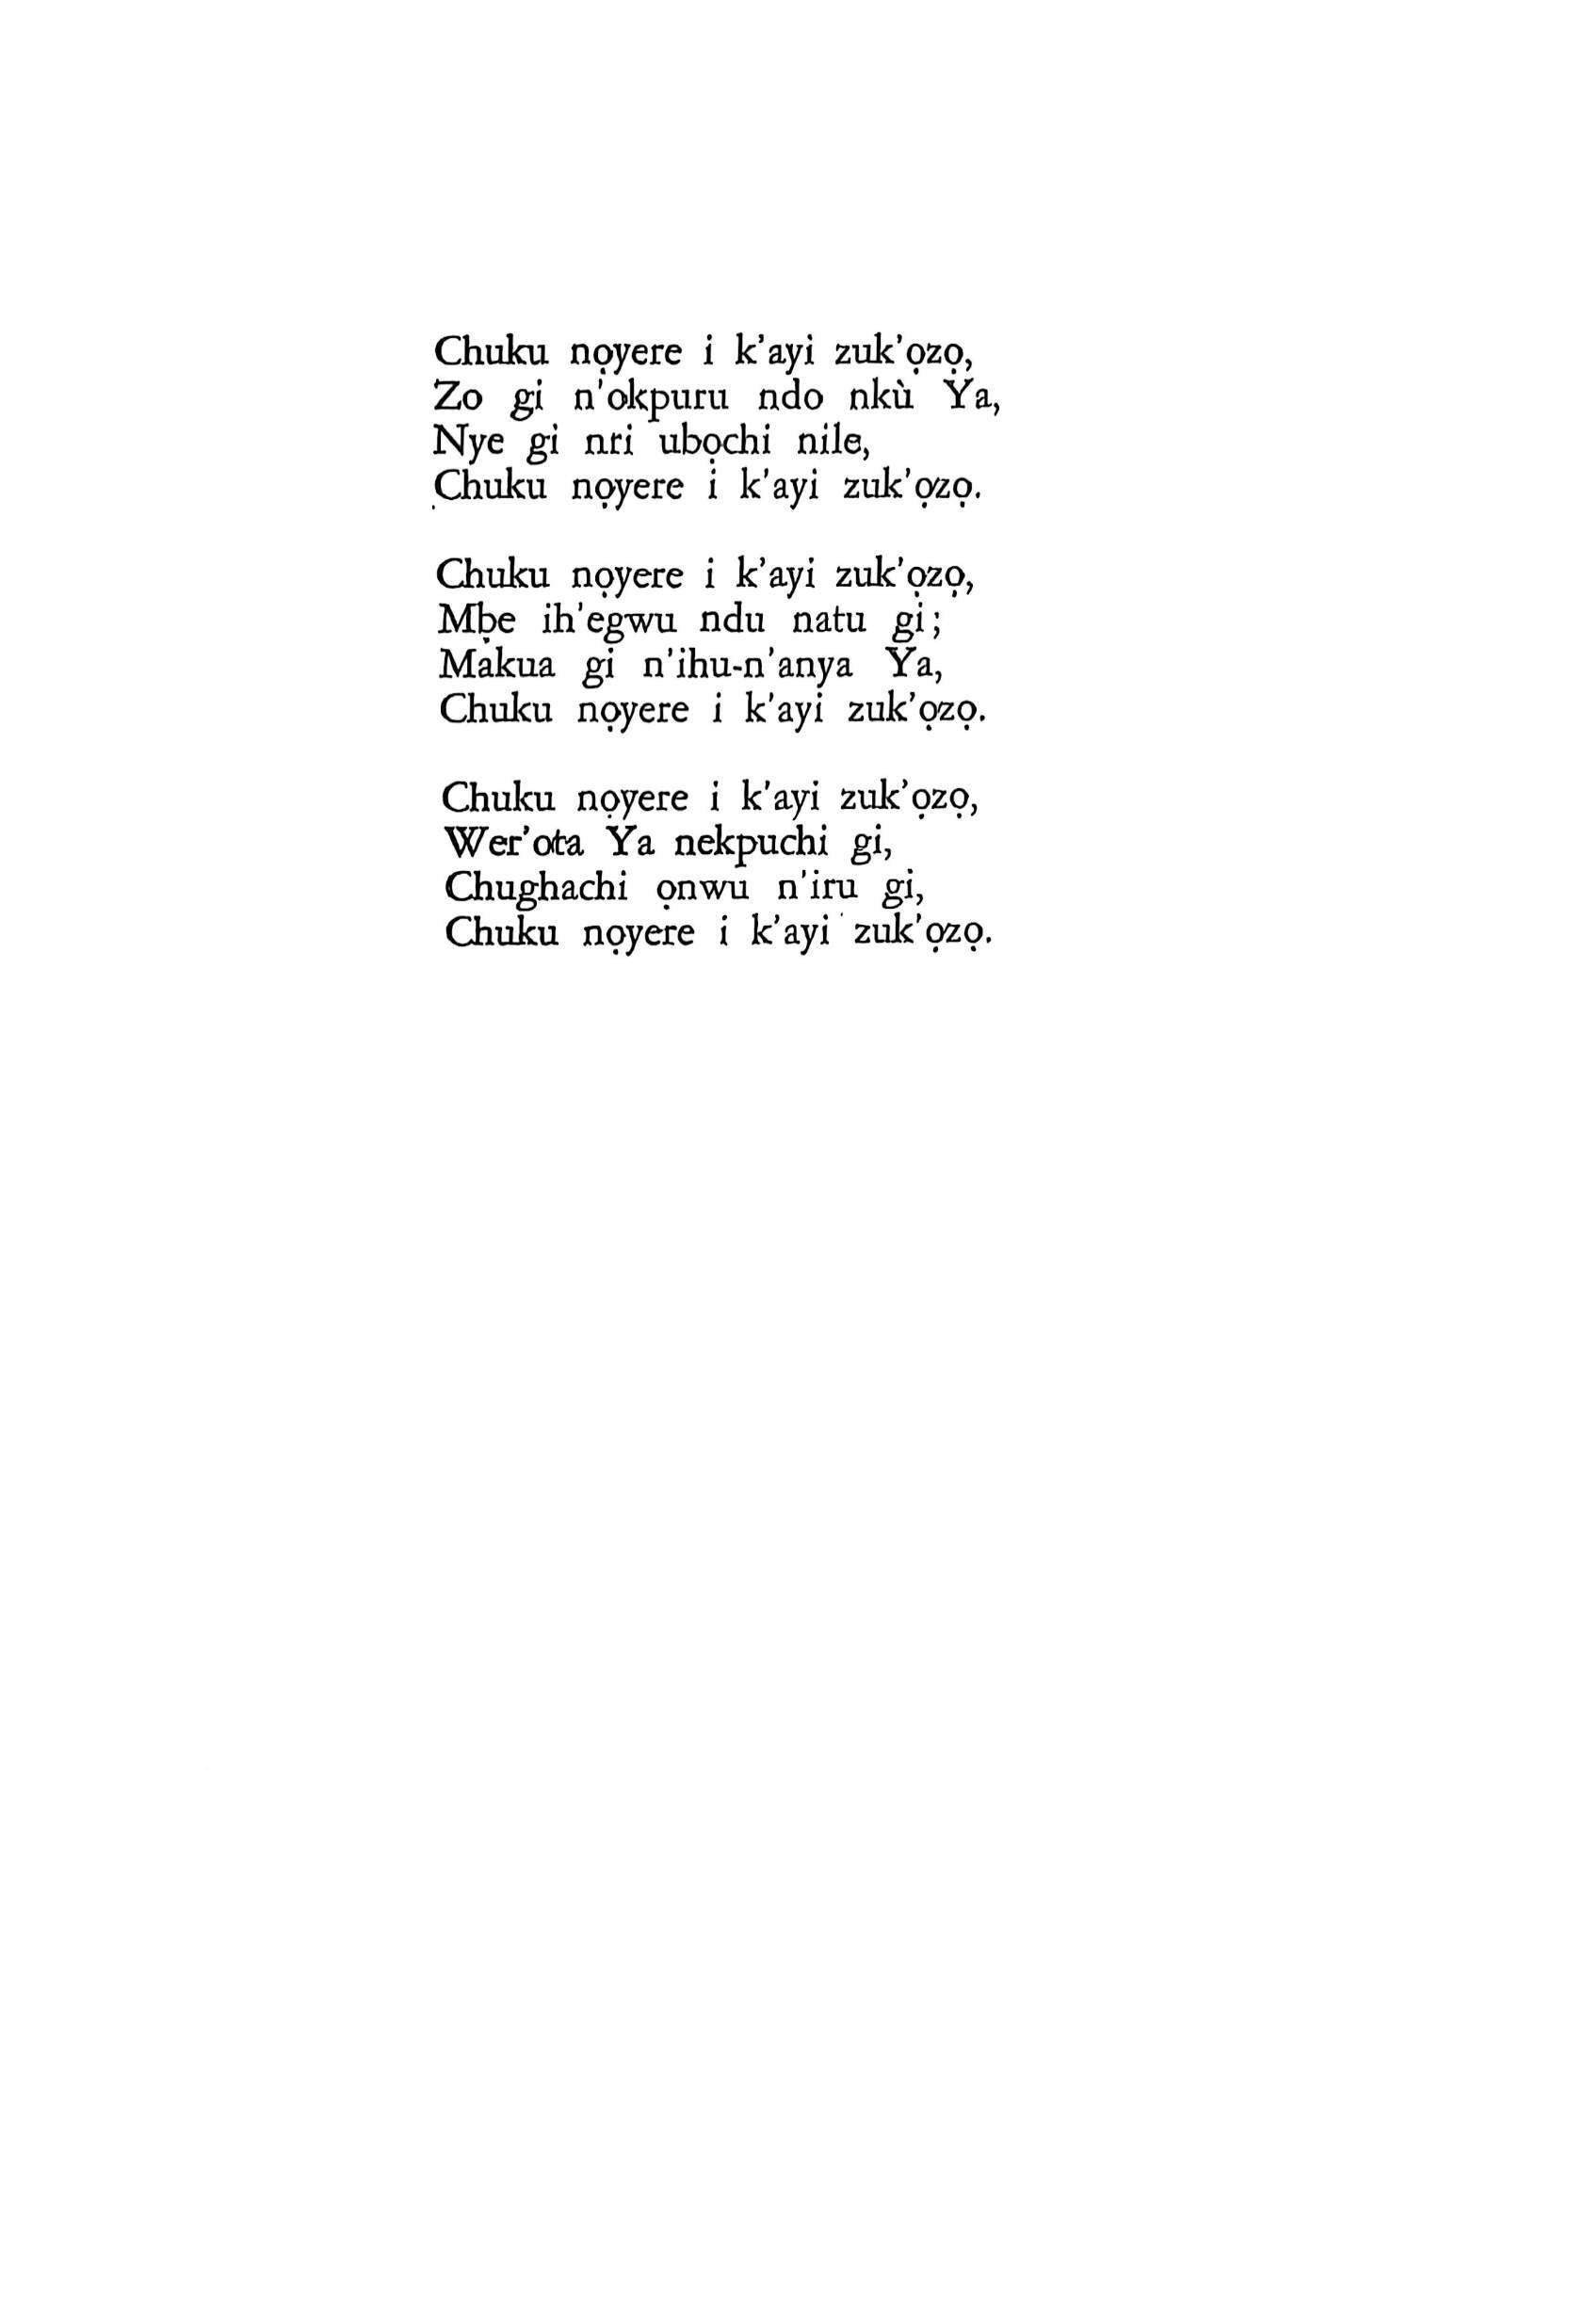 Chuku nọyere i k'ayi zuk'ọzọ,
Zo gi n'okpuru ndo nkù Ya,
Nye gi nri ubọchi nile,
Chuku nọyere i k'ayi zuk'ọzọ.

Chuku nọyere i k'ayi zuk'ọzọ,
Mḅe ih'egwu ndu natu gi;
Makua gi n'ihu-n'anya Ya,
Chuku nọyere i k'ayi zuk'ọzọ.

Chuku nọyere i k'ayi zuk'ọzọ,
Wer'ota Ya nekpuchi gi,
Chughachi ọnwu n'iru gi,
Chuku nọyere i k'ayi zuk'ọzọ.